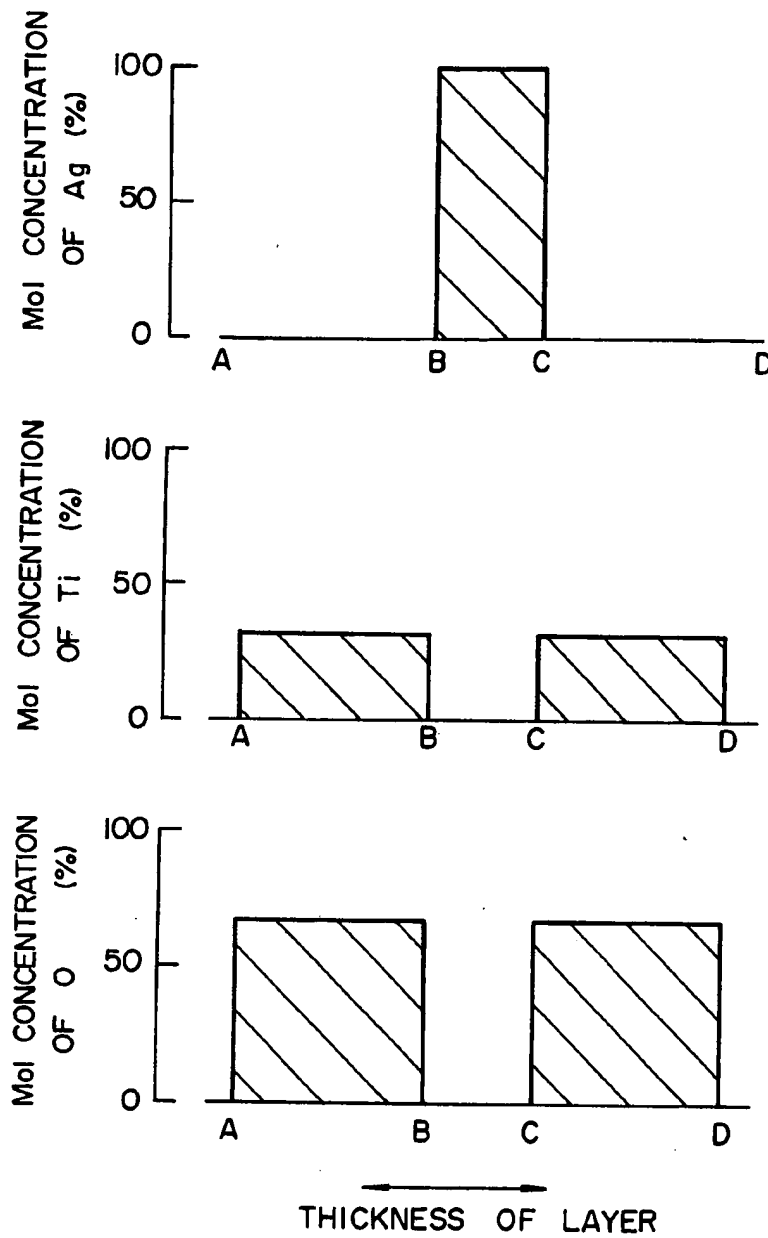 Mol CONCENTRATION
OF Ag (%)
100
50
0
A B C D
Mol CONCENTRATION
OF Ti (%)
100
50
0
A B C D
Mol CONCENTRATION
OF O (%)
100
50
0
A B C D
THICKNESS OF LAYER